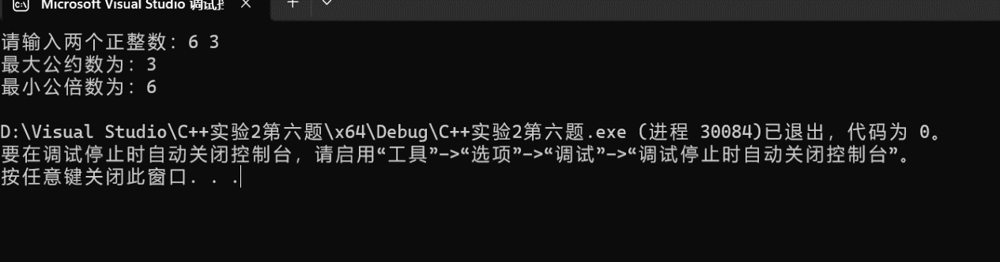 Microsoft Visual Studio 调试
请输入两个正整数：6 3
最大公约数为：3
最小公倍数为：6
D:\Visual Studio\C++实验2第六题\x64\Debug\C++实验2第六题.exe (进程 30084)已退出，代码为 0。
要在调试停止时自动关闭控制台，请启用“工具”->“选项”->“调试”->“调试停止时自动关闭控制台”。
按任意键关闭此窗口. . .